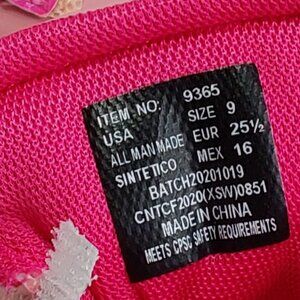 ITEM NO: 9365
USA SIZE 9
ALL MAN MADE EUR 25½
SINTETICO MEX 16
BATCH20201019
CNTCF2020(XSW)0851
MADE IN CHINA
MEETS CPSC SAFETY REQUIREMENTS